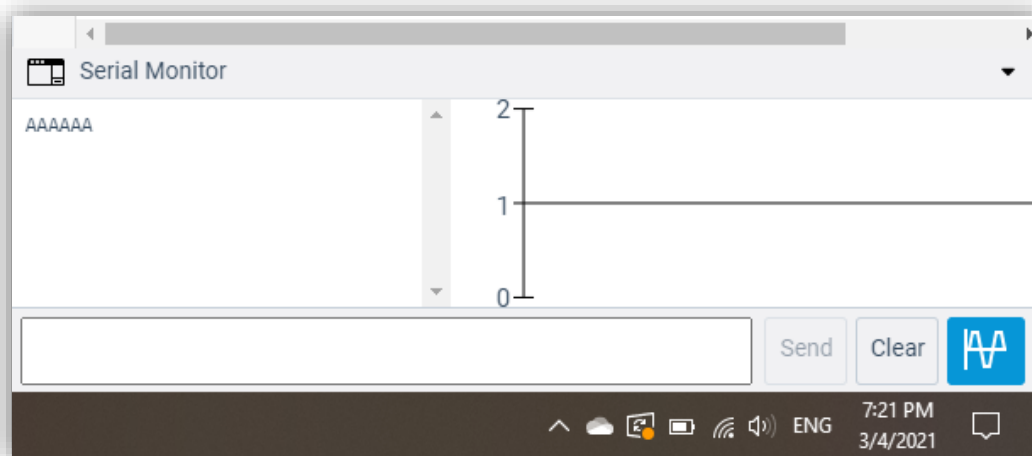 Serial Monitor
AAAAAA
2
1
0
Send
Clear
ENG
7:21 PM
3/4/2021